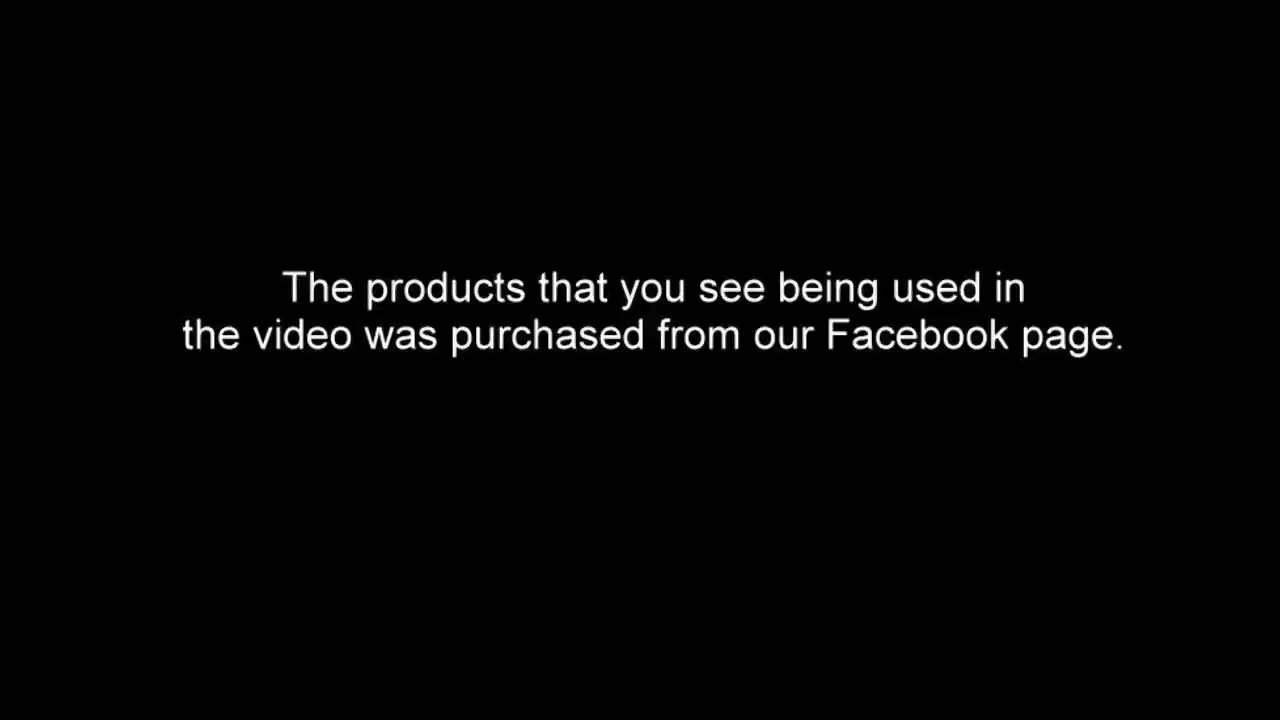 The products that you see being used in
the video was purchased from our Facebook page.